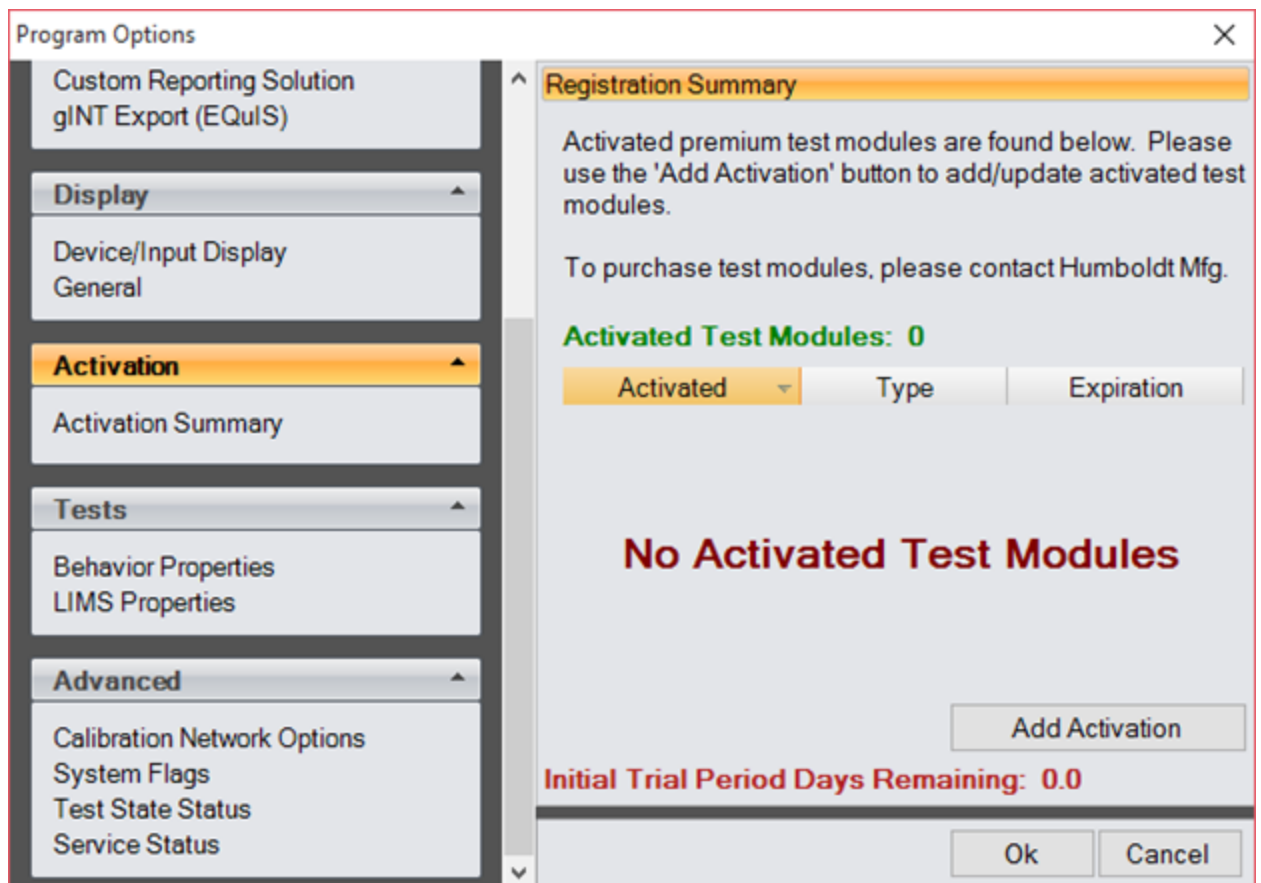 Program Options
Custom Reporting Solution
gINT Export (EQuIS)
Display
Device/Input Display
General
Activation
Activation Summary
Tests
Behavior Properties
LIMS Properties
Advanced
Calibration Network Options
System Flags
Test State Status
Service Status
Registration Summary
Activated premium test modules are found below. Please
use the 'Add Activation' button to add/update activated test
modules.
To purchase test modules, please contact Humboldt Mfg.
Activated Test Modules: 0
Activated Type Expiration
No Activated Test Modules
Add Activation
Initial Trial Period Days Remaining: 0.0
Ok Cancel